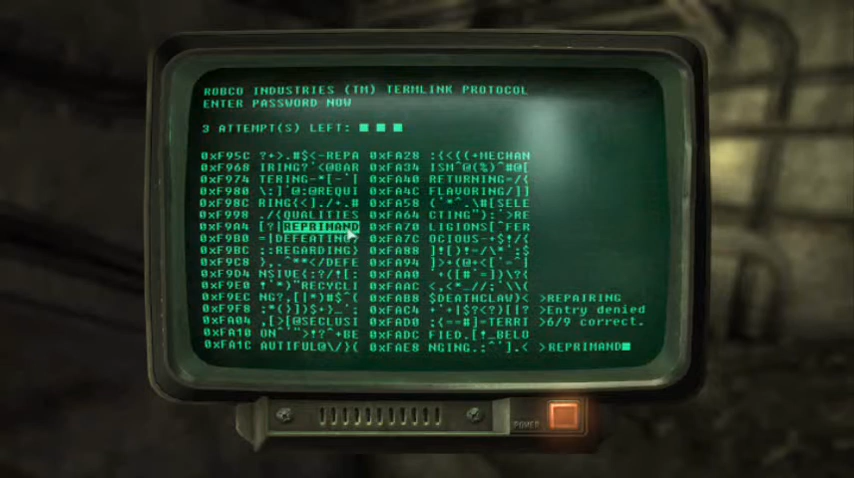 ROBCO INDUSTRIES (TM) TERMLINK PROTOCOL
ENTER PASSWORD NOW
3 ATTEMPT(S) LEFT: ■ ■ ■
0xF95C ?+>.#$<-REPA
0xF968 IRING?'<@BAR
0xF974 TERING-*[-`]
0xF980 \:]'@:@REQUI
0xF98C RING{<]./+.#
0xF998 ./{QUALITIES
0xF9A4 [?|REPRIMAND
0xF9B0 =|DEFEATING}
0xF9BC ;:REGARDING}
0xF9C8 },.^**</DEFE
0xF9D4 NSIVE(:?/![:
0xF9E0 '*)"RECYCLI
0xF9EC NG?,[|*)#$^(
0xF9F8
0xFA04 ,[>[@SECLUSI
0xFA10 ON +BE
0xFA1C AUTIFUL@\/}(
0xFA28 :{<{(+MECHAN
0xFA34 ISM^@(%)^#@[
0xFA40 RETURNING=/{
0xFA4C FLAVORING/]]
0xFA58 SELE
0xFA64 CTING >RE
0xFA70 LIGIONS[^FER
0xFA7C OCIOUS-+$!/{
0xFA88
0xFA94
0xFAA0
0xFAAC
0xFAB8 $DEATHCLAW)<
0xFAC4
0xFAD0 :{==#]=TERRI
0xFADC FIED.[!_BELO
0xFAE8 NGING
>REPAIRING
>Entry denied
>6/9 correct.
>REPRIMAND■
POWER